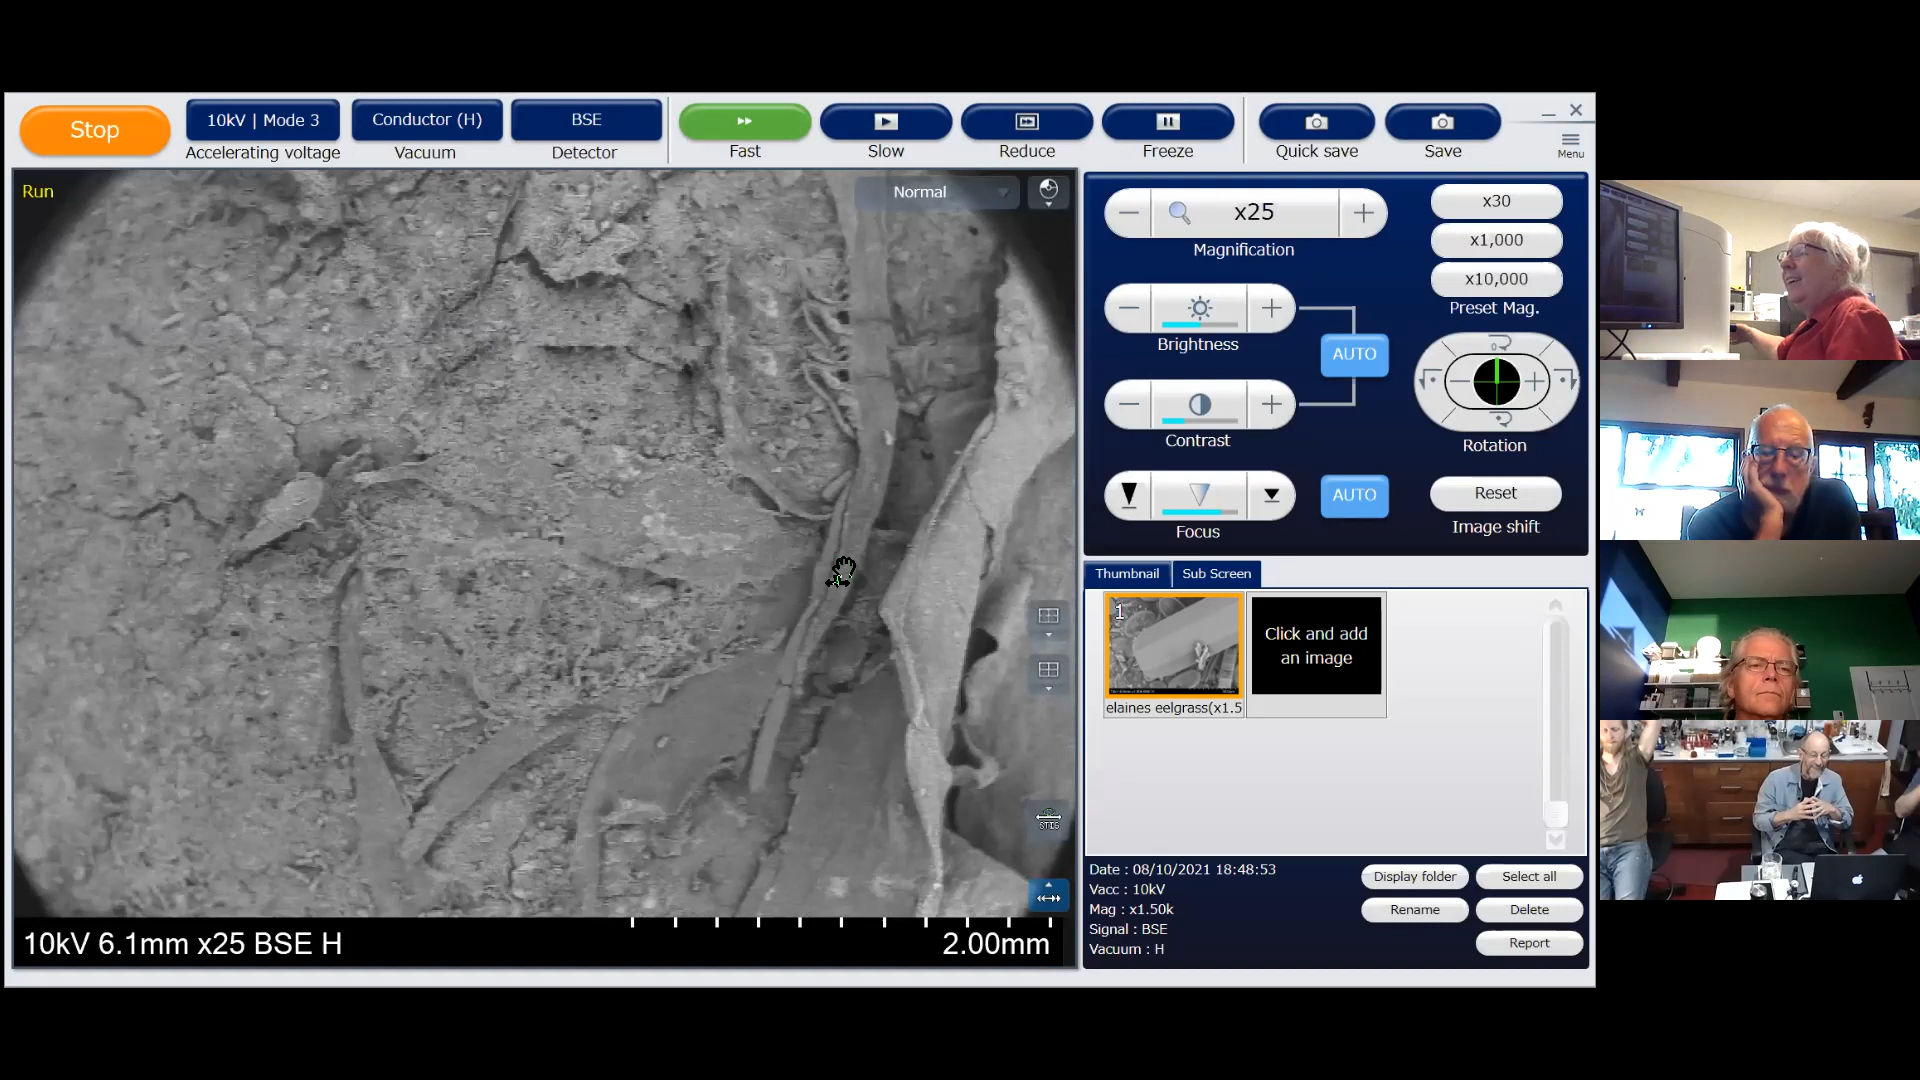 Stop
10kV | Mode 3
Accelerating voltage
Conductor (H)
Vacuum
BSE
Detector
Fast
Slow
Reduce
Freeze
Quick save
Save
Menu
Run
Normal
x25
Magnification
x30
x1,000
x10,000
Preset Mag.
Brightness
AUTO
Contrast
Rotation
Focus
AUTO
Reset
Image shift
Thumbnail
Sub Screen
1
elaines eelgrass(x1.5
Click and add
an image
STIG
Date : 08/10/2021 18:48:53
Vacc : 10kV
Mag : x1.50k
Signal : BSE
Vacuum : H
Display folder
Select all
Rename
Delete
Report
10kV 6.1mm x25 BSE H
2.00mm